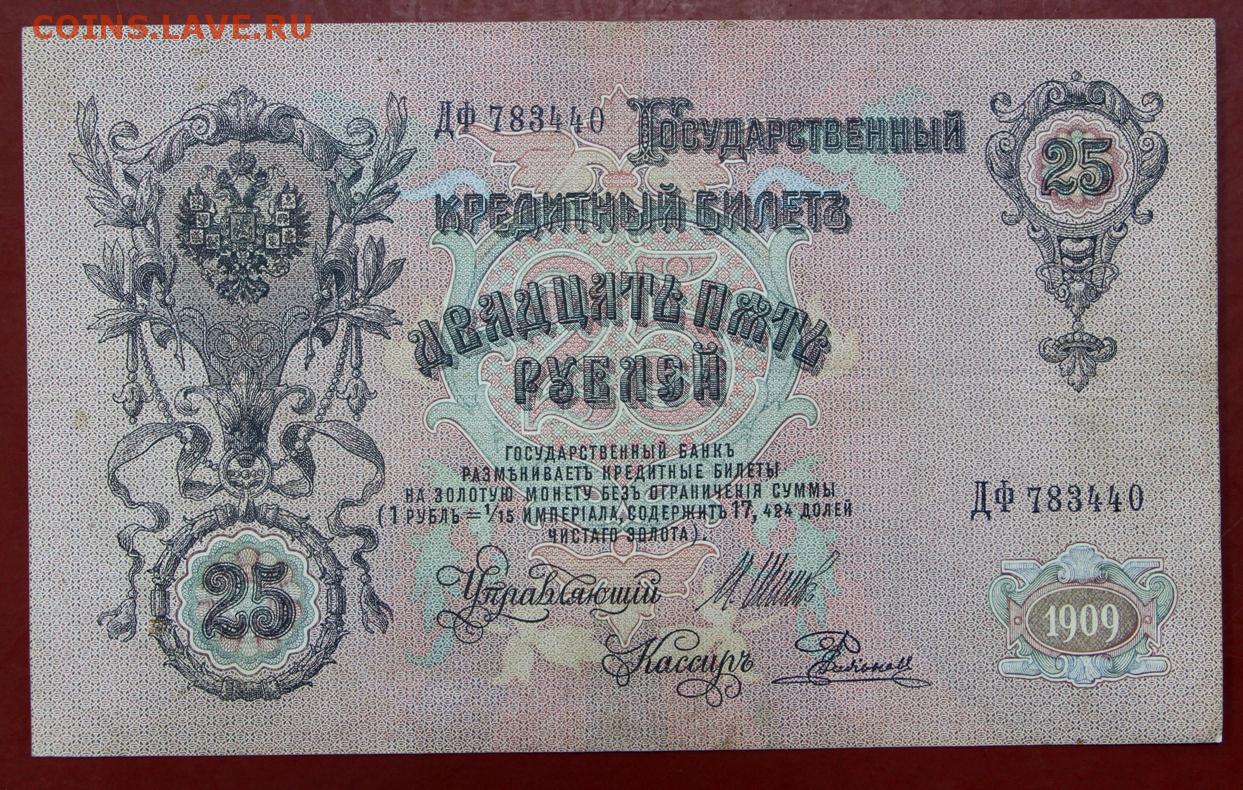 COINS.LAVE.RU
ДФ 783440 ГОСУДАРСТВЕННЫЙ
25
КРЕДИТНЫЙ БИЛЕТЪ
25
ДВАДЦАТЬ ПѦТЬ
РУБЛЕЙ
ГОСУДАРСТВЕННЫЙ БАНКЪ
РАЗМѢНИВАЕТЪ КРЕДИТНЫЕ БИЛЕТЫ
НА ЗОЛОТУЮ МОНЕТУ БЕЗЪ ОГРАНИЧЕНІЯ СУММЫ
(1 РУБЛЬ = 1/15 ИМПЕРІАЛА, СОДЕРЖИТЪ 17, 424 ДОЛЕЙ
ЧИСТАГО ЗОЛОТА).
ДФ 783440
25
Управляющій
Кассиръ
1909